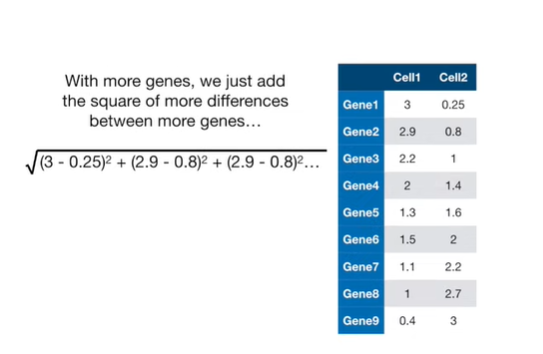 With more genes, we just add
the square of more differences
between more genes…
√(3 - 0.25)² + (2.9 - 0.8)² + (2.9 - 0.8)²…
Cell1 Cell2
Gene1 3 0.25
Gene2 2.9 0.8
Gene3 2.2 1
Gene4 2 1.4
Gene5 1.3 1.6
Gene6 1.5 2
Gene7 1.1 2.2
Gene8 1 2.7
Gene9 0.4 3